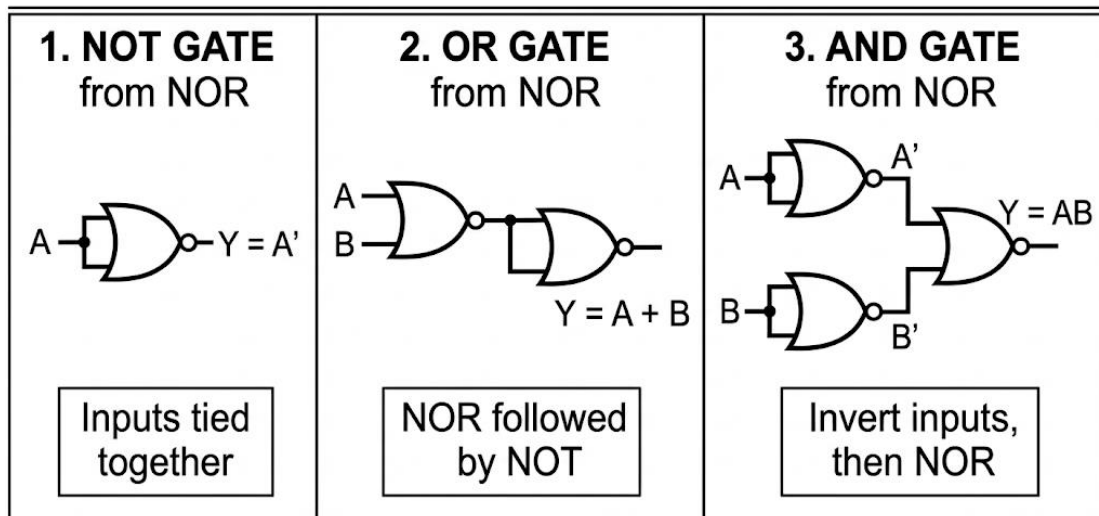 1. NOT GATE
from NOR
A
Y = A’
Inputs tied
together
2. OR GATE
from NOR
A
B
Y = A + B
NOR followed
by NOT
3. AND GATE
from NOR
A
A’
Y = AB
B
B’
Invert inputs,
then NOR